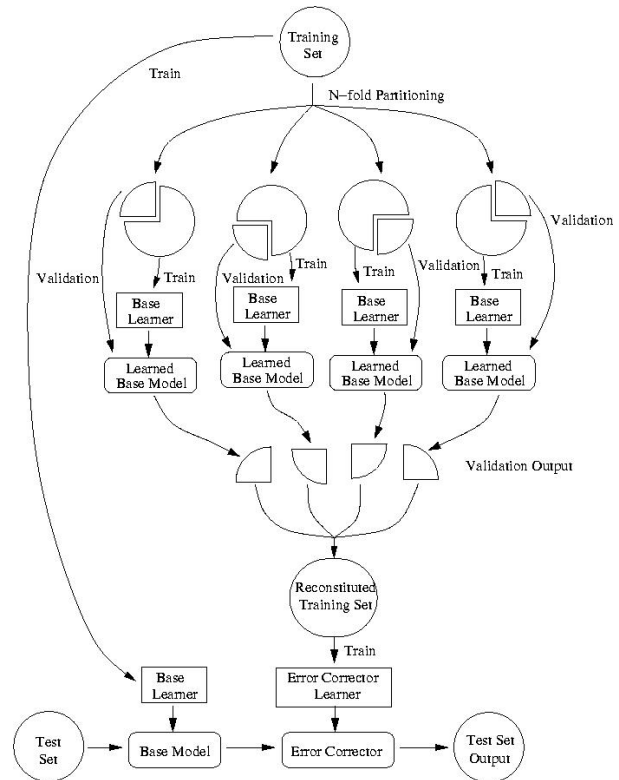 Training
Set
Train
N-fold Partitioning
Validation
Validation
Train
Validation
Train
Train
Validation
Train
Base
Learner
Base
Learner
Base
Learner
Base
Learner
Learned
Base Model
Learned
Base Model
Learned
Base Model
Learned
Base Model
Validation Output
Reconstituted
Training Set
Train
Base
Learner
Error Corrector
Learner
Test
Set
Base Model
Error Corrector
Test Set
Output